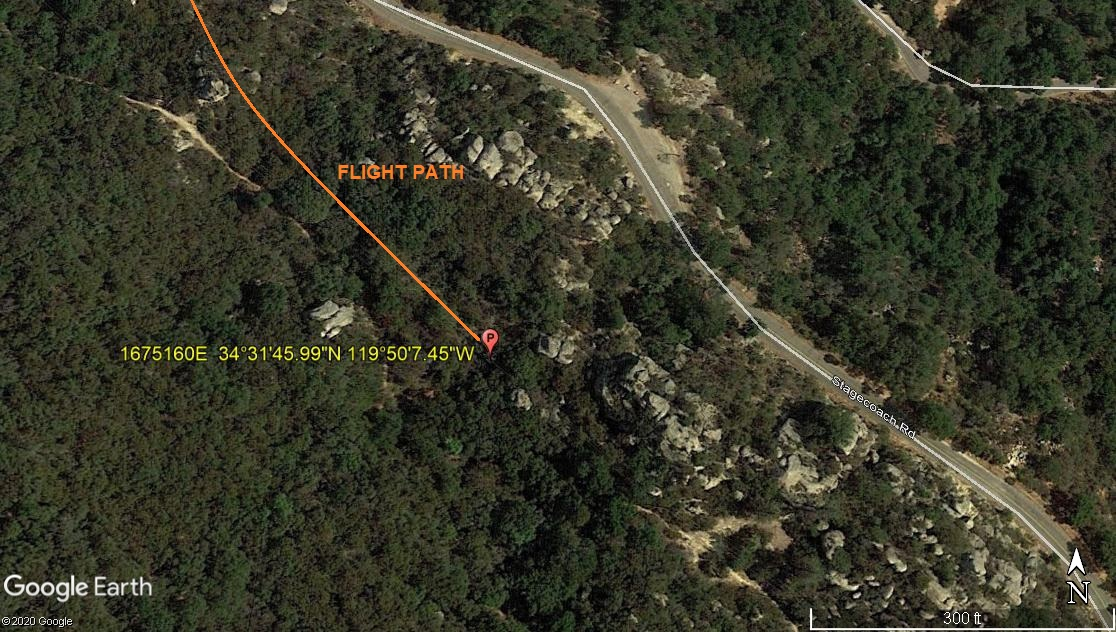 FLIGHT PATH
P
1675160E 34°31'45.99"N 119°50'7.45"W
Stagecoach Rd
Google Earth
N
©2020 Google
300 ft